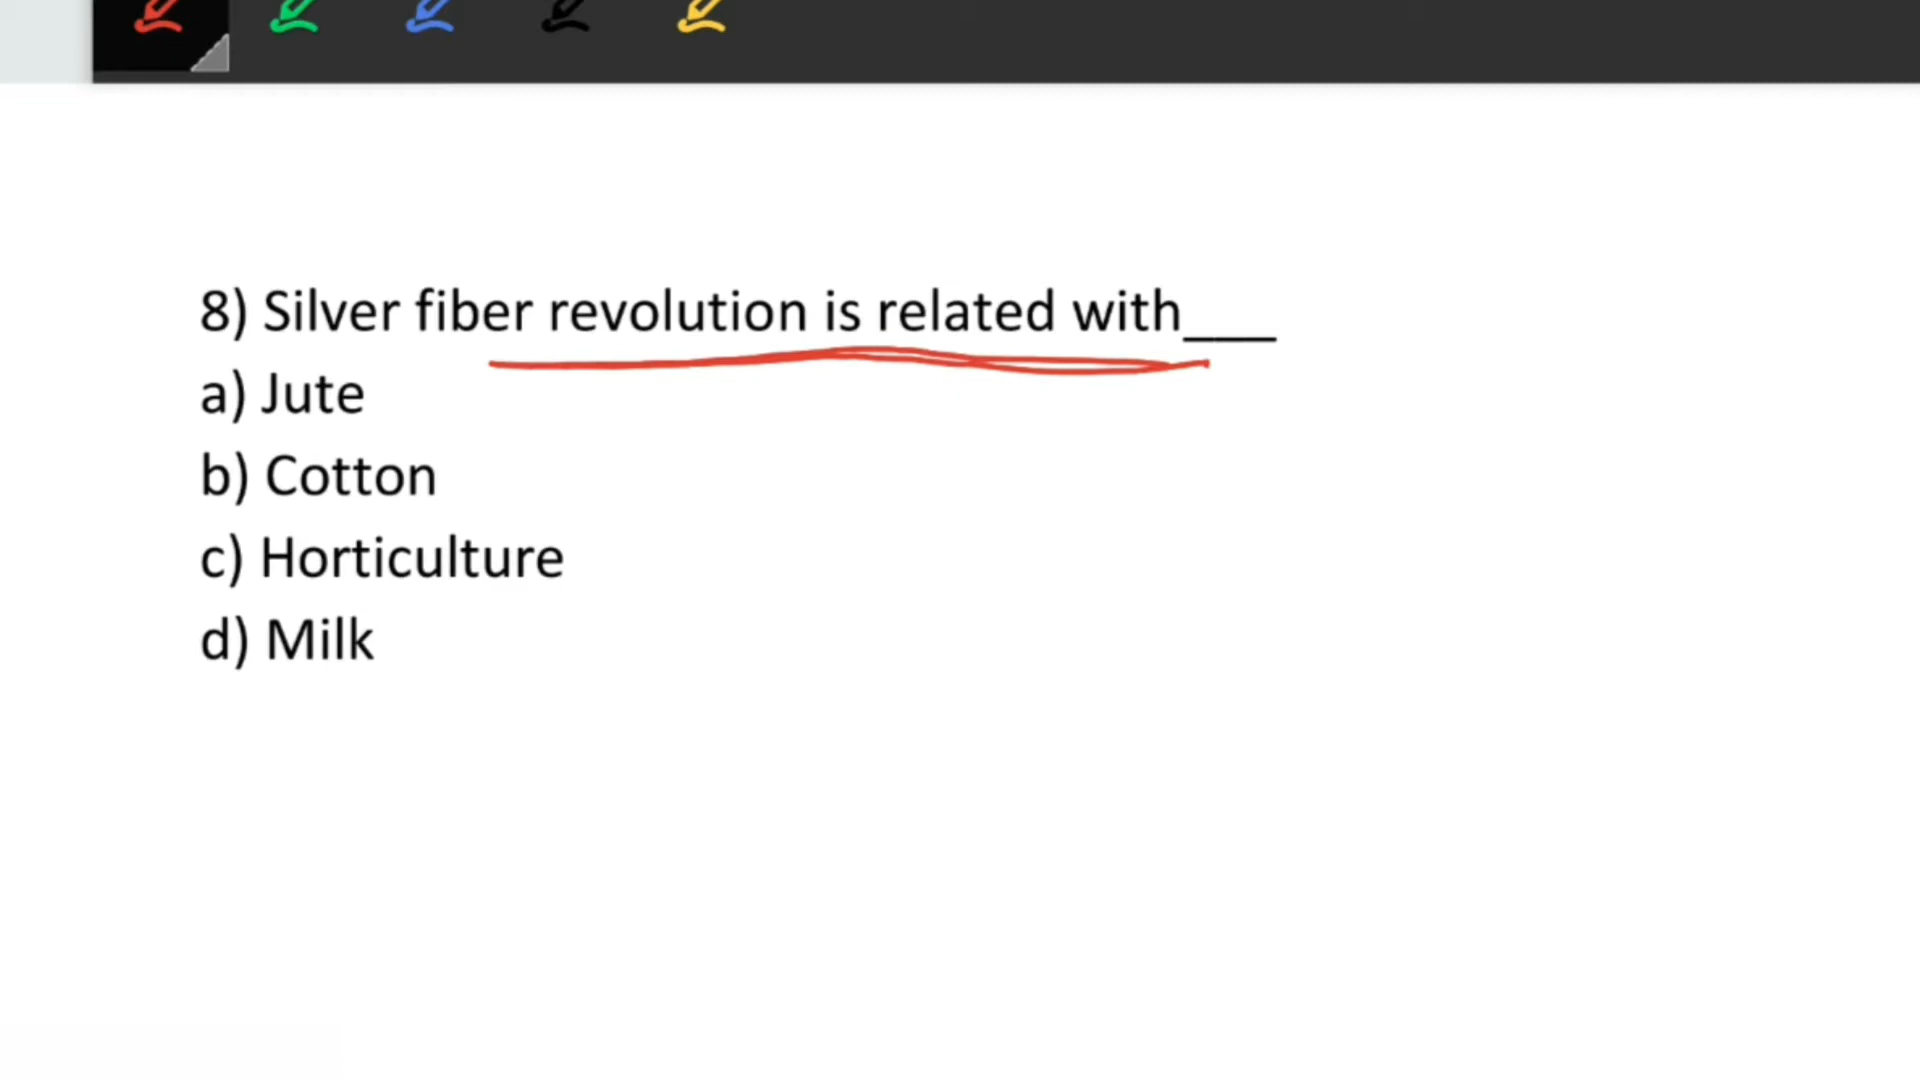 8) Silver fiber revolution is related with___
a) Jute
b) Cotton
c) Horticulture
d) Milk